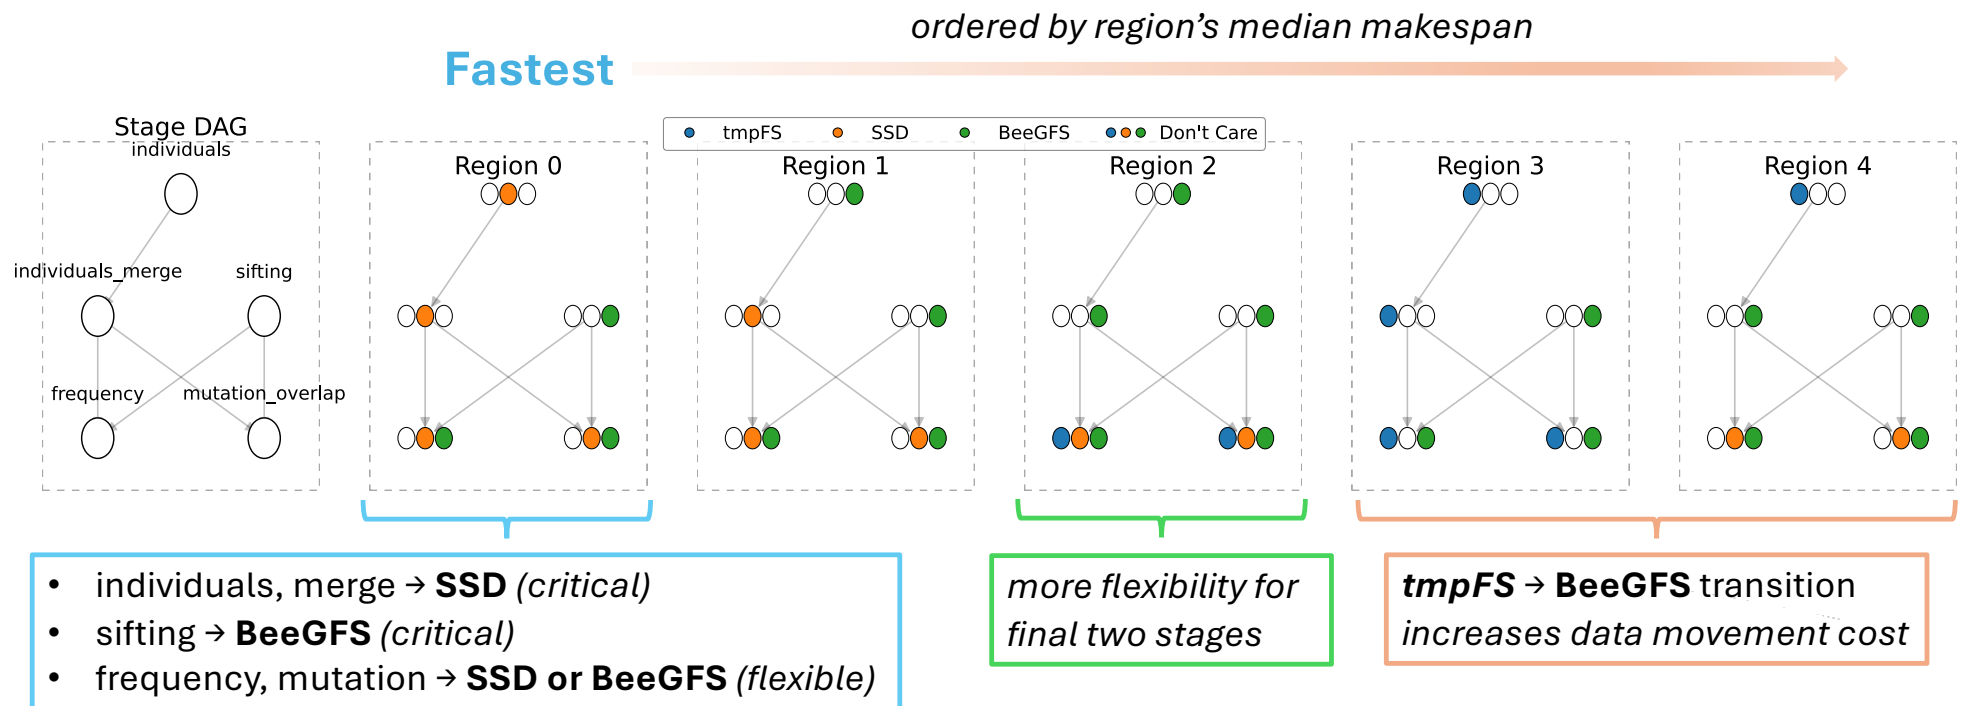 ordered by region’s median makespan
Fastest
tmpFS SSD BeeGFS Don't Care
Stage DAG
individuals
individuals_merge
sifting
frequency
mutation_overlap
Region 0
Region 1
Region 2
Region 3
Region 4
• individuals, merge → SSD (critical)
• sifting → BeeGFS (critical)
• frequency, mutation → SSD or BeeGFS (flexible)
more flexibility for
final two stages
tmpFS → BeeGFS transition
increases data movement cost